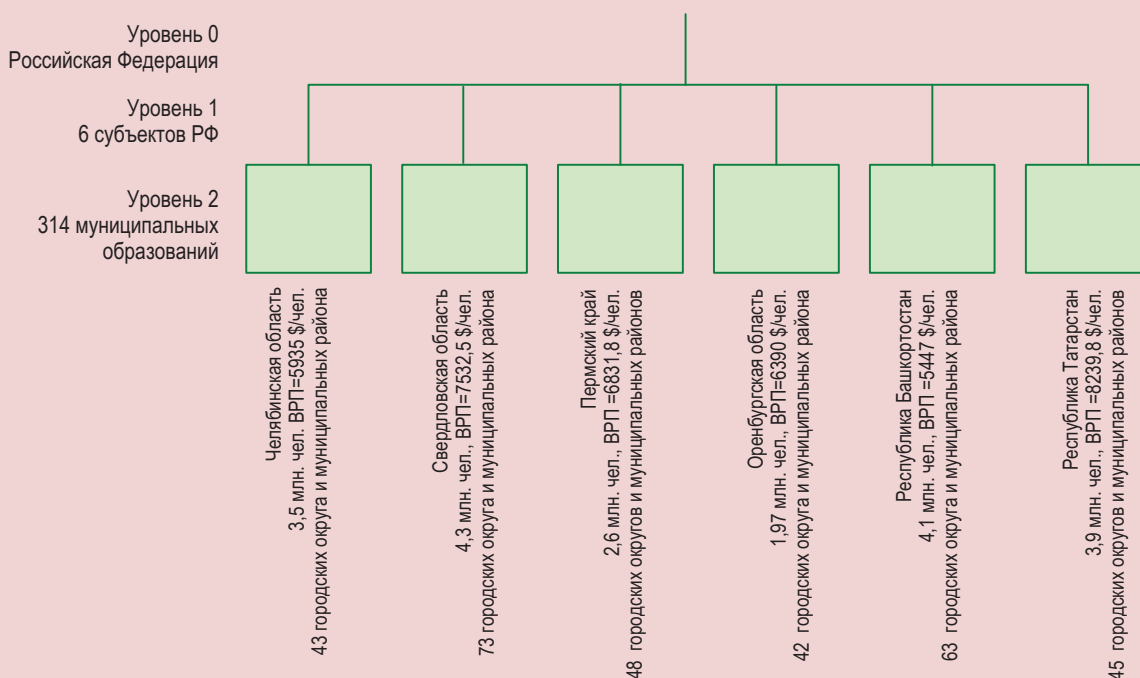 Уровень 0
Российская Федерация
Уровень 1
6 субъектов РФ
Уровень 2
314 муниципальных
образований
Челябинская область
3,5 млн. чел. ВРП=5935 $/чел.
43 городских округа и муниципальных района
Свердловская область
4,3 млн. чел., ВРП=7532,5 $/чел.
73 городских округа и муниципальных района
Пермский край
2,6 млн. чел., ВРП =6831,8 $/чел.
48 городских округов и муниципальных районов
Оренбургская область
1,97 млн. чел., ВРП=6390 $/чел.
42 городских округа и муниципальных района
Республика Башкортостан
4,1 млн. чел., ВРП =5447 $/чел.
63 городских округа и муниципальных района
Республика Татарстан
3,9 млн. чел., ВРП =8239,8 $/чел.
45 городских округов и муниципальных районов